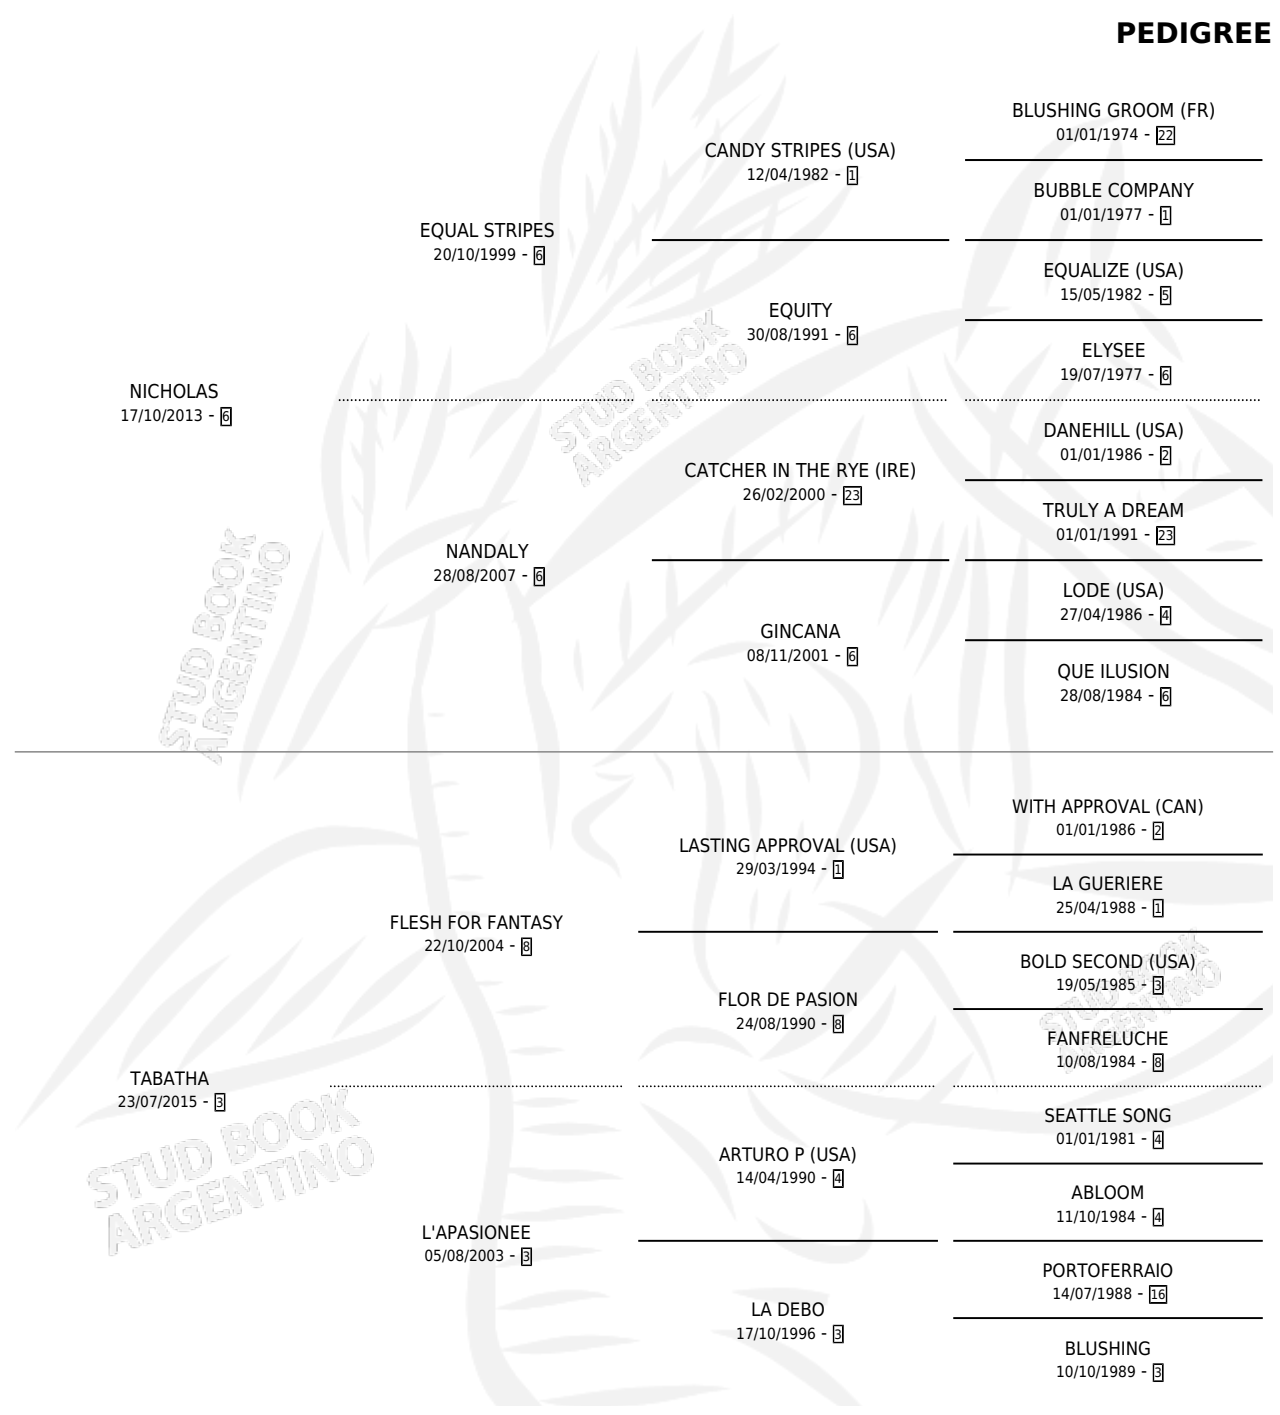 PEDIGREE
BLUSHING GROOM (FR)
01/01/1974 - 22
CANDY STRIPES (USA)
12/04/1982 - 1
BUBBLE COMPANY
01/01/1977 - 1
EQUAL STRIPES
20/10/1999 - 6
EQUALIZE (USA)
15/05/1982 - 5
EQUITY
30/08/1991 - 6
ELYSEE
19/07/1977 - 6
NICHOLAS
17/10/2013 - 6
STUD BOOK
ARGENTINO
DANEHILL (USA)
01/01/1986 - 2
CATCHER IN THE RYE (IRE)
26/02/2000 - 23
TRULY A DREAM
01/01/1991 - 23
NANDALY
28/08/2007 - 6
LODE (USA)
27/04/1986 - 4
GINCANA
08/11/2001 - 6
QUE ILUSION
28/08/1984 - 6
STUD BOOK
ARGENTINO
WITH APPROVAL (CAN)
01/01/1986 - 2
LASTING APPROVAL (USA)
29/03/1994 - 1
LA GUERIERE
25/04/1988 - 1
FLESH FOR FANTASY
22/10/2004 - 8
BOLD SECOND (USA)
19/05/1985 - 3
FLOR DE PASION
24/08/1990 - 8
STUD BOOK
ARGENTINO
FANFRELUCHE
10/08/1984 - 8
TABATHA
23/07/2015 - 3
SEATTLE SONG
01/01/1981 - 4
ARTURO P (USA)
14/04/1990 - 4
STUD BOOK
ARGENTINO
ABLOOM
11/10/1984 - 4
L'APASIONEE
05/08/2003 - 3
PORTOFERRAIO
14/07/1988 - 16
LA DEBO
17/10/1996 - 3
BLUSHING
10/10/1989 - 3